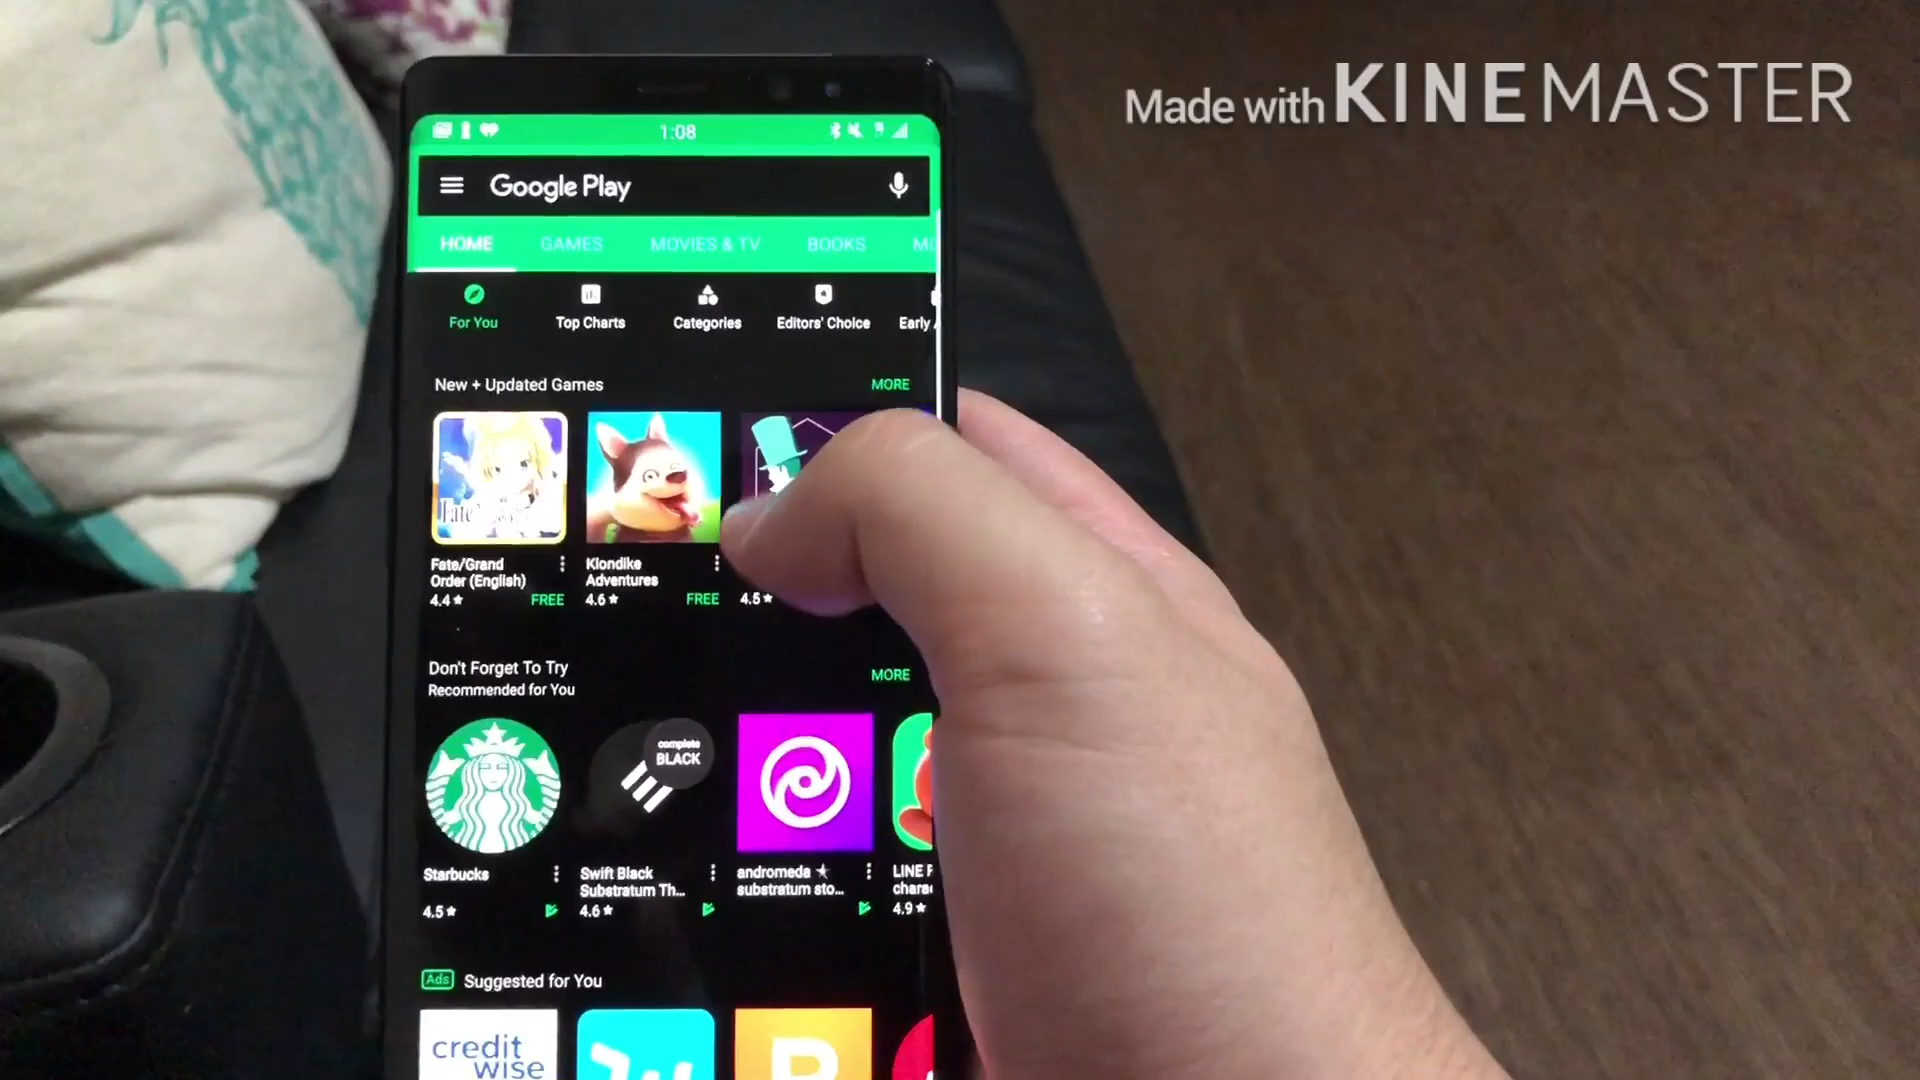 Made with KINEMASTER
1:08
Google Play
HOME GAMES MOVIES & TV BOOKS
For You Top Charts Categories Editors' Choice Early
New + Updated Games MORE
Fate/Grand
Order (English)
4.4★ FREE
Klondike
Adventures
4.6★ FREE
4.5★
Don't Forget To Try
Recommended for You
MORE
complete
BLACK
Starbucks
4.5★
Swift Black
Substratum Th...
4.6★
andromeda ★
substratum sto...
LINE
4.9★
Ads Suggested for You
credit
wise